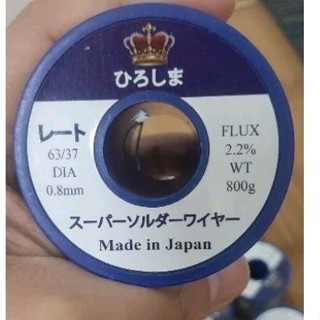 ひろしま
レート
63/37
DIA
0.8mm
FLUX
2.2%
WT
800g
スーパーソルダーワイヤー
Made in Japan